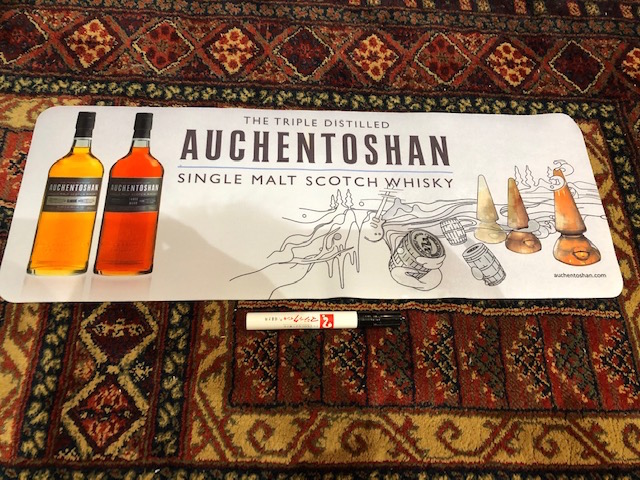 THE TRIPLE DISTILLED
AUCHENTOSHAN
SINGLE MALT SCOTCH WHISKY
AUCHENTOSHAN
AUCHENTOSHAN
auchentoshan.com